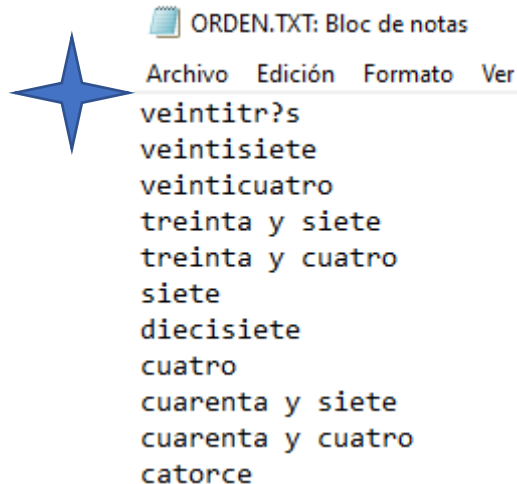 ORDEN.TXT: Bloc de notas
Archivo Edición Formato Ver
veintitr?s
veintisiete
veinticuatro
treinta y siete
treinta y cuatro
siete
diecisiete
cuatro
cuarenta y siete
cuarenta y cuatro
catorce